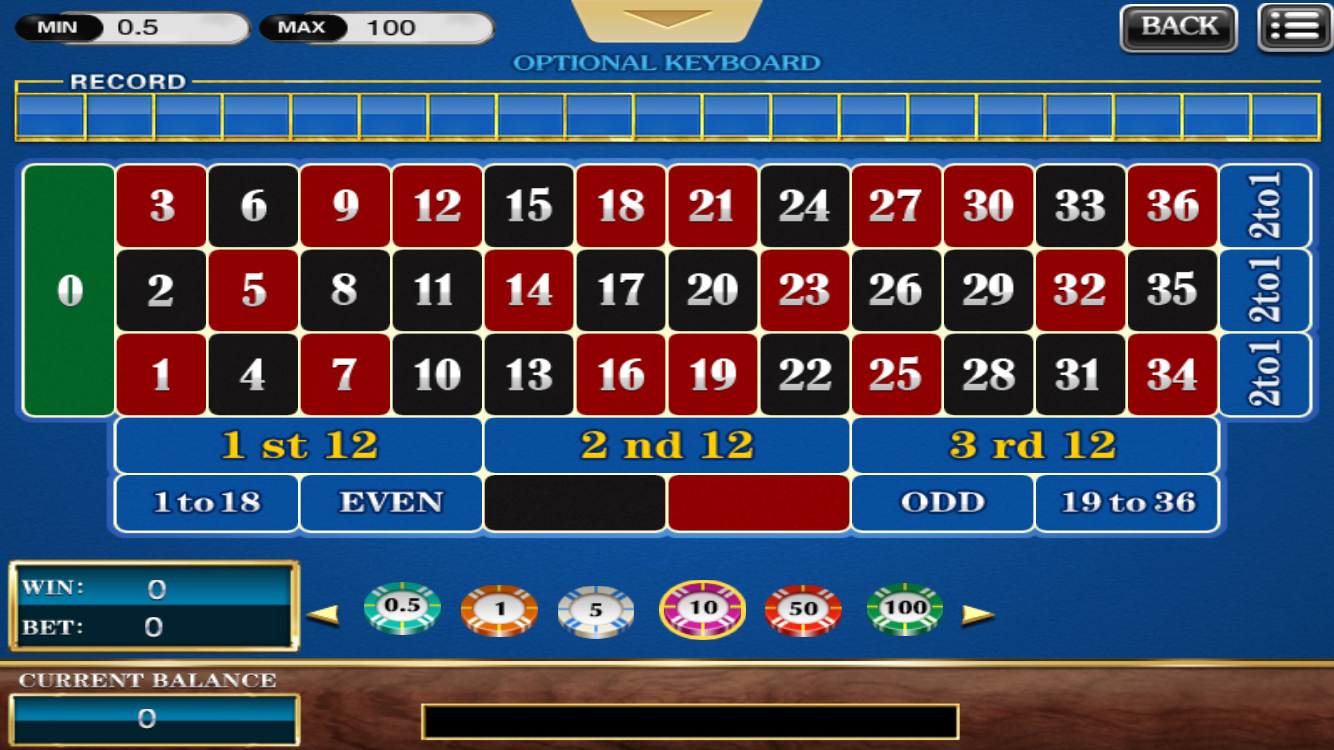 MIN 0.5 MAX 100 BACK
OPTIONAL KEYBOARD
RECORD
3 6 9 12 15 18 21 24 27 30 33 36 2to1
0 2 5 8 11 14 17 20 23 26 29 32 35 2to1
1 4 7 10 13 16 19 22 25 28 31 34 2to1
1 st 12 2 nd 12 3 rd 12
1 to 18 EVEN ODD 19 to 36
WIN: 0
BET: 0
0.5 1 5 10 50 100
CURRENT BALANCE
0